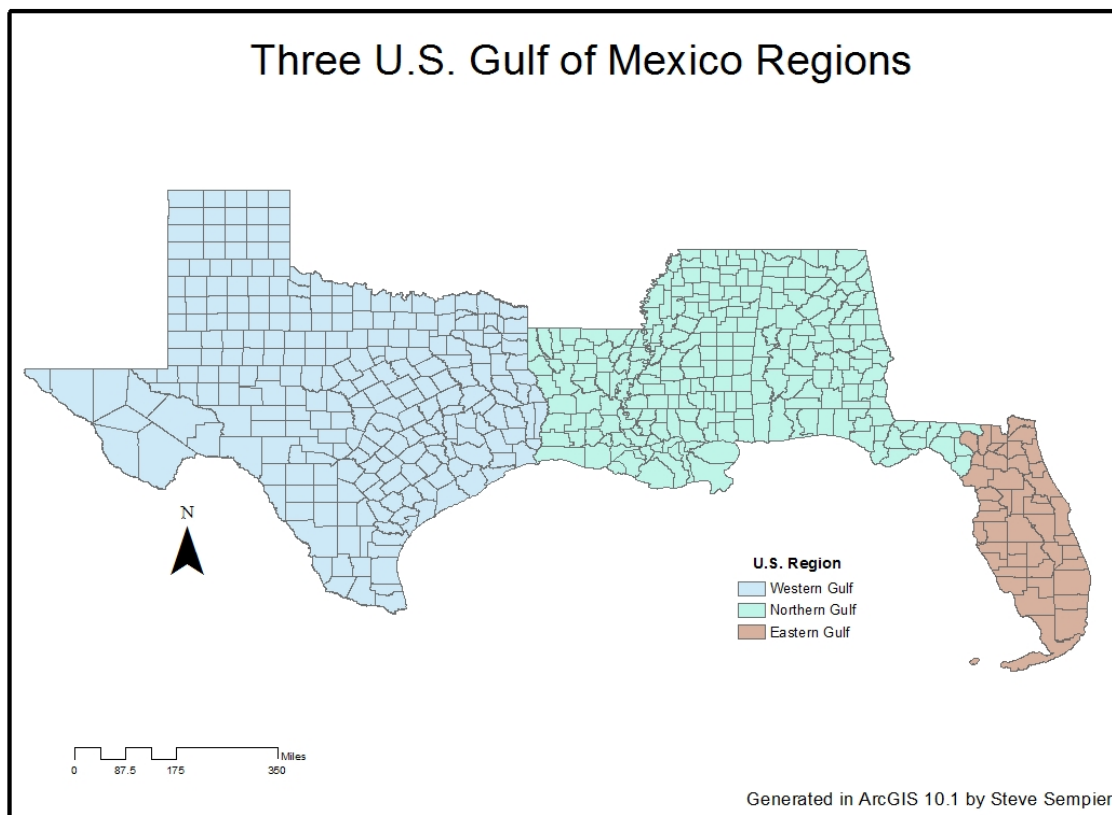 Three U.S. Gulf of Mexico Regions
N
U.S. Region
Western Gulf
Northern Gulf
Eastern Gulf
Miles
0 87.5 175 350
Generated in ArcGIS 10.1 by Steve Sempier